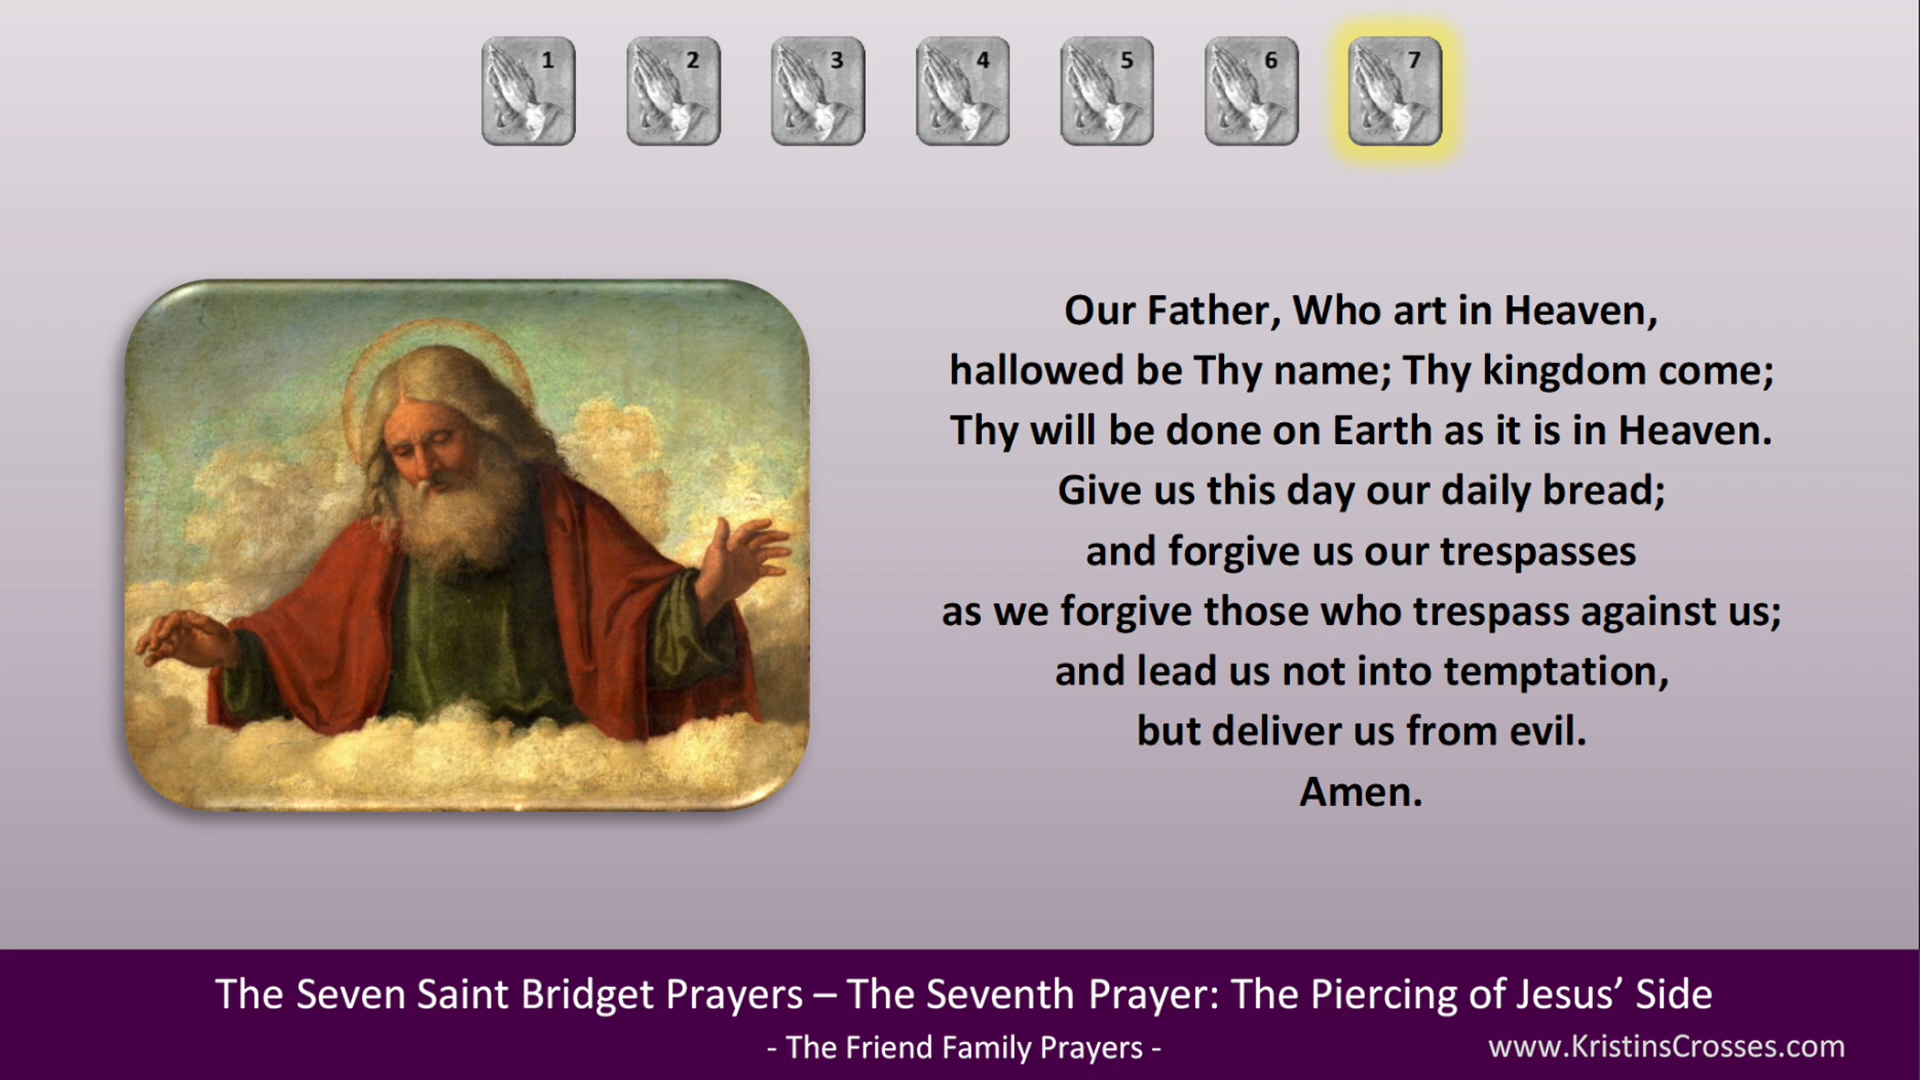 1 2 3 4 5 6 7
Our Father, Who art in Heaven,
hallowed be Thy name; Thy kingdom come;
Thy will be done on Earth as it is in Heaven.
Give us this day our daily bread;
and forgive us our trespasses
as we forgive those who trespass against us;
and lead us not into temptation,
but deliver us from evil.
Amen.
The Seven Saint Bridget Prayers – The Seventh Prayer: The Piercing of Jesus’ Side
- The Friend Family Prayers -
www.KristinsCrosses.com